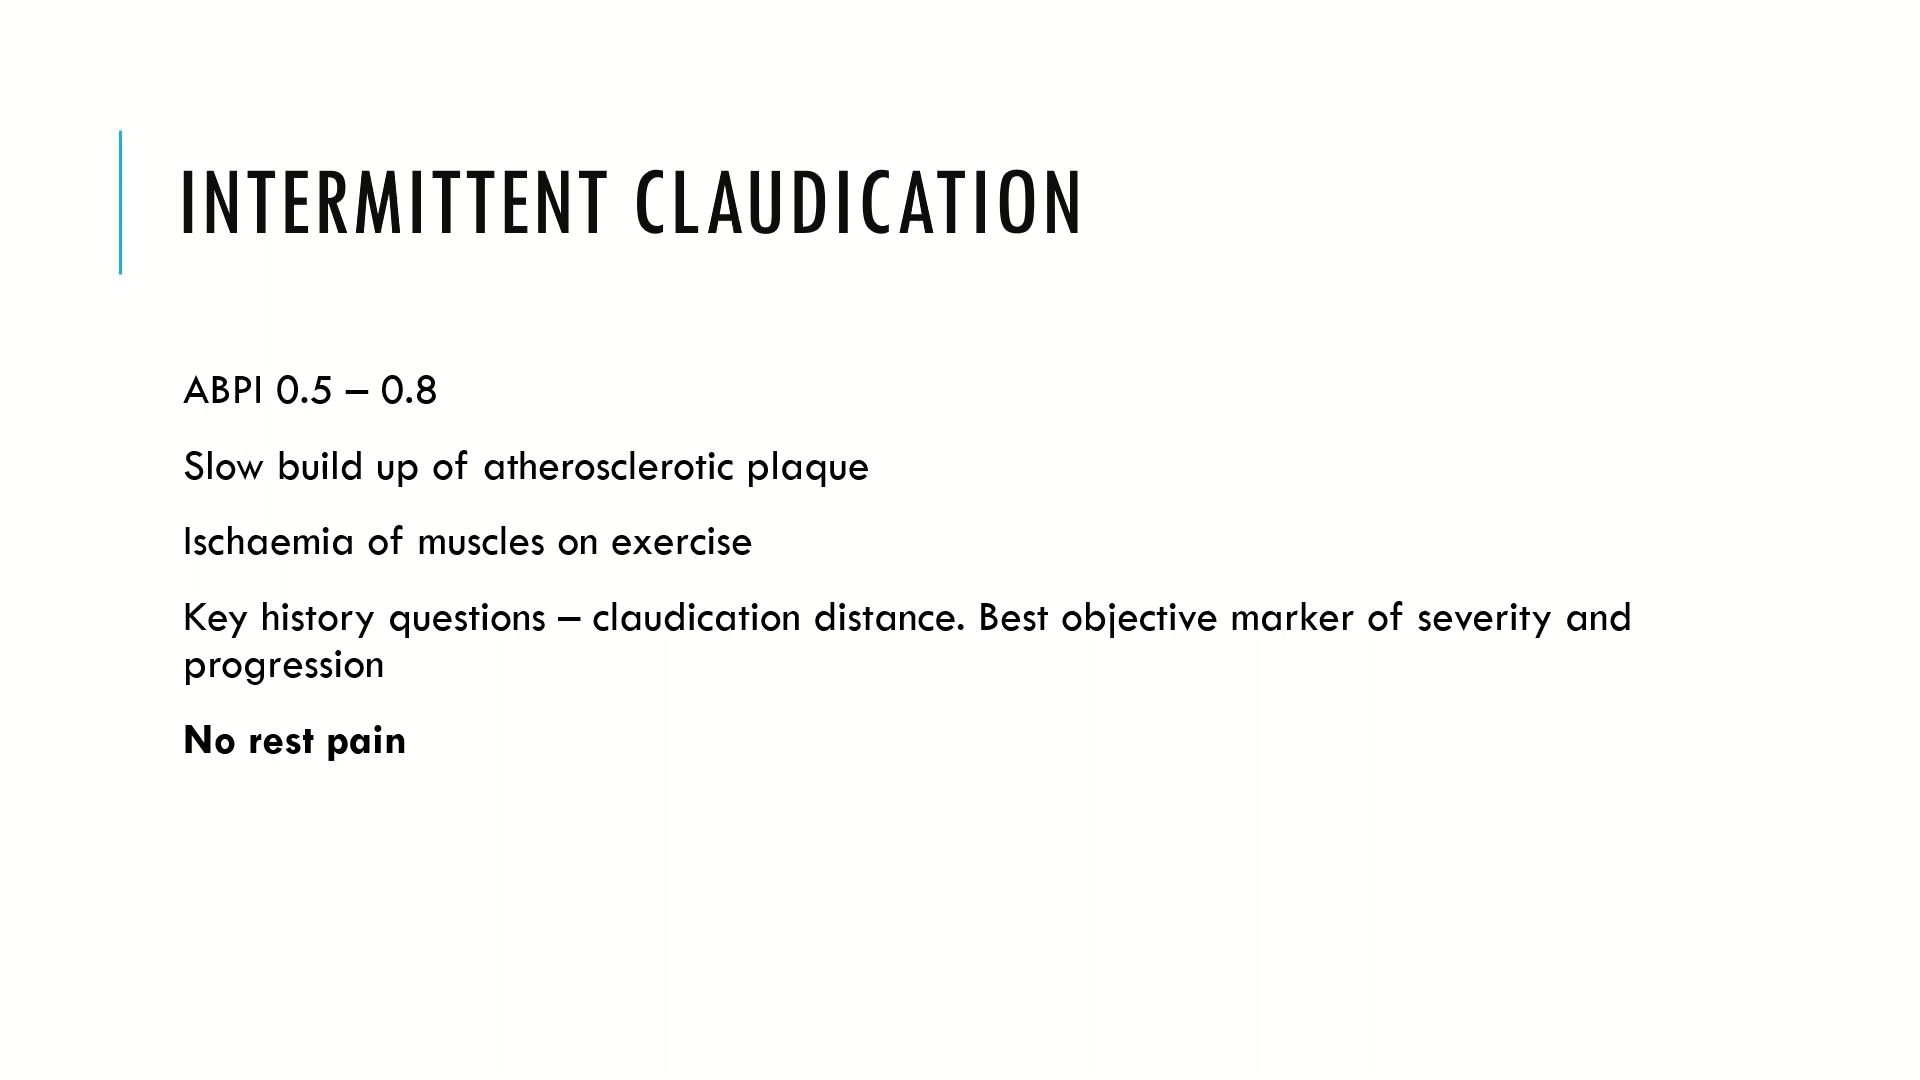 INTERMITTENT CLAUDICATION
ABPI 0.5 – 0.8
Slow build up of atherosclerotic plaque
Ischaemia of muscles on exercise
Key history questions – claudication distance. Best objective marker of severity and
progression
No rest pain